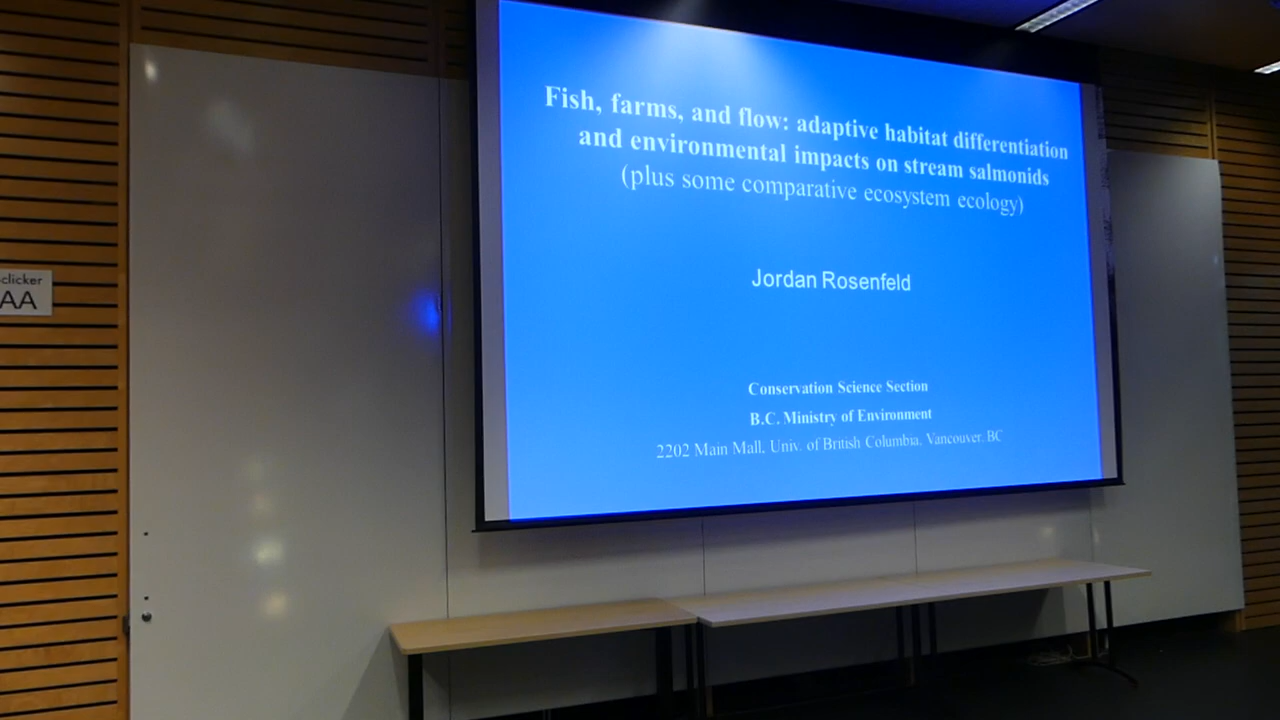 Fish, farms, and flow: adaptive habitat differentiation
and environmental impacts on stream salmonids
(plus some comparative ecosystem ecology)
Jordan Rosenfeld
Conservation Science Section
B.C. Ministry of Environment
2202 Main Mall, Univ. of British Columbia, Vancouver, BC
clicker
AA